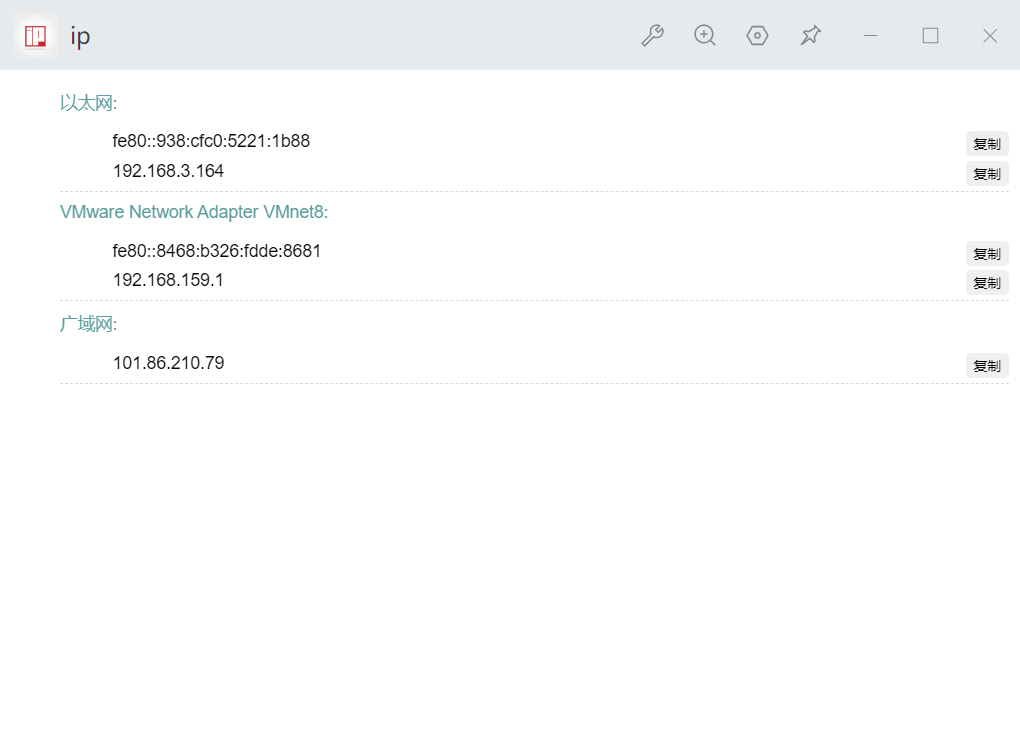 ip
以太网:
fe80::938:cfc0:5221:1b88 复制
192.168.3.164 复制
VMware Network Adapter VMnet8:
fe80::8468:b326:fdde:8681 复制
192.168.159.1 复制
广域网:
101.86.210.79 复制